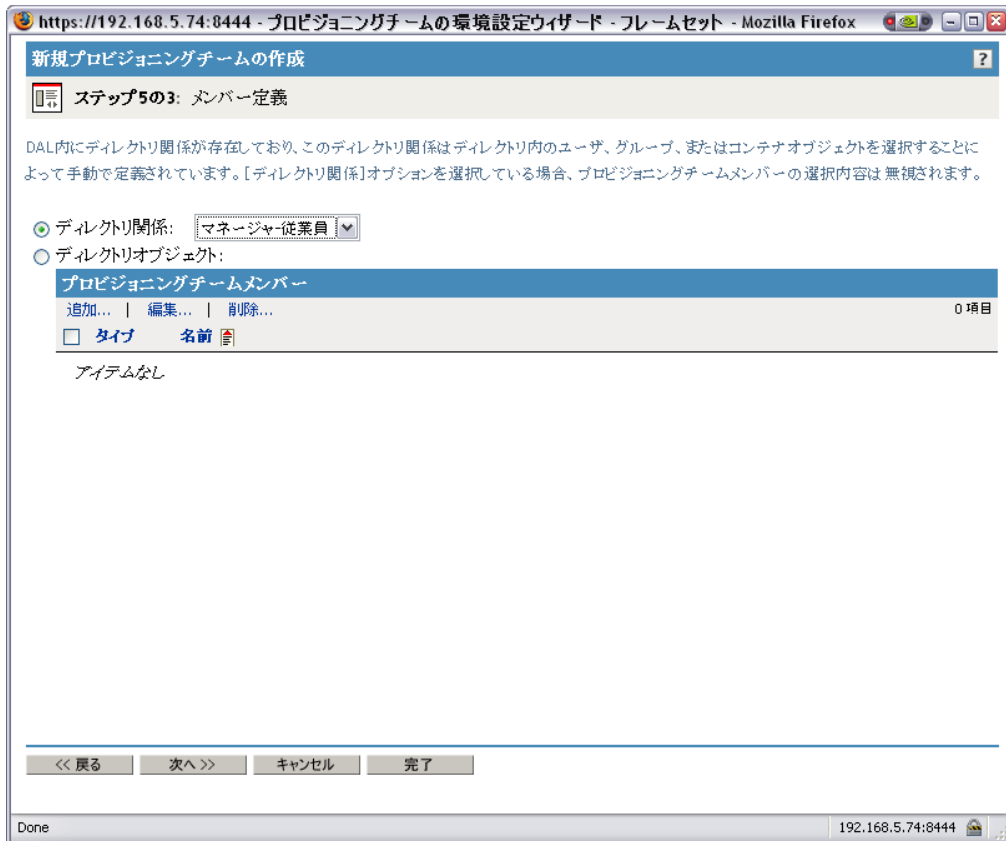 https://192.168.5.74:8444 - プロビジョニングチームの環境設定ウィザード - フレームセット - Mozilla Firefox
新規プロビジョニングチームの作成 ?
ステップ5の3: メンバー定義
DAL内にディレクトリ関係が存在しており、このディレクトリ関係はディレクトリ内のユーザ、グループ、またはコンテナオブジェクトを選択することに
よって手動で定義されています。[ディレクトリ関係]オプションを選択している場合、プロビジョニングチームメンバーの選択内容は無視されます。
ディレクトリ関係: マネージャ-従業員
ディレクトリオブジェクト:
プロビジョニングチームメンバー
追加... | 編集... | 削除... 0 項目
タイプ 名前
アイテムなし
<< 戻る 次へ >> キャンセル 完了
Done 192.168.5.74:8444